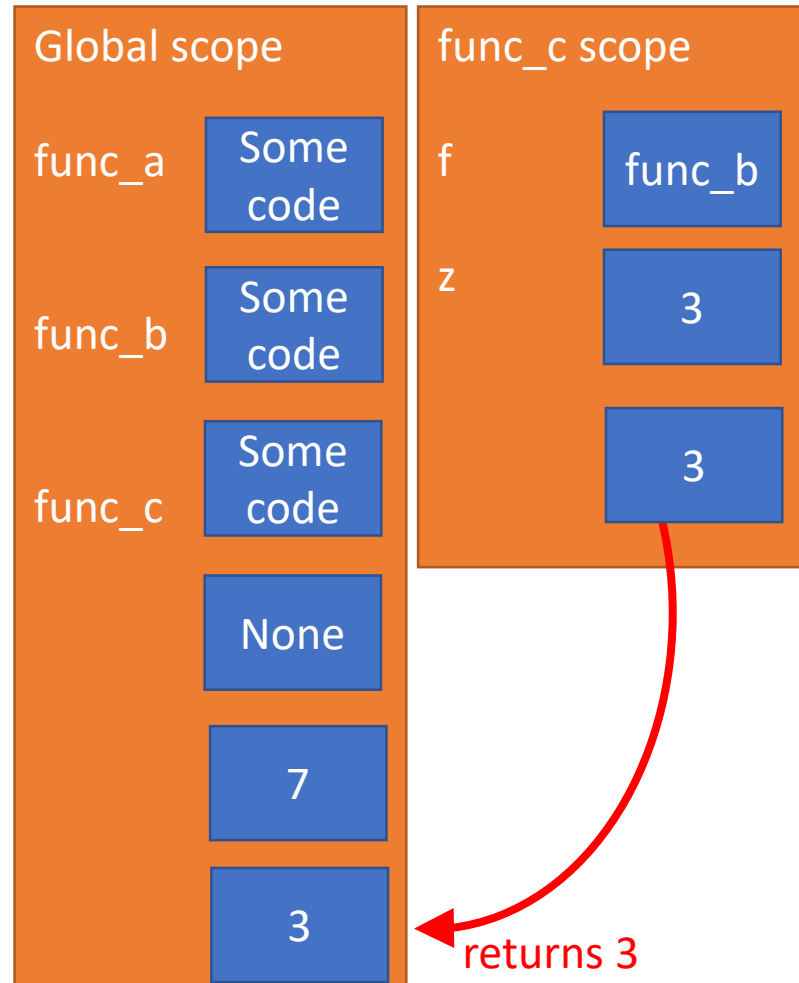 Global scope
func_a
Some
code
func_b
Some
code
func_c
Some
code
None
7
3
func_c scope
f
func_b
z
3
3
returns 3